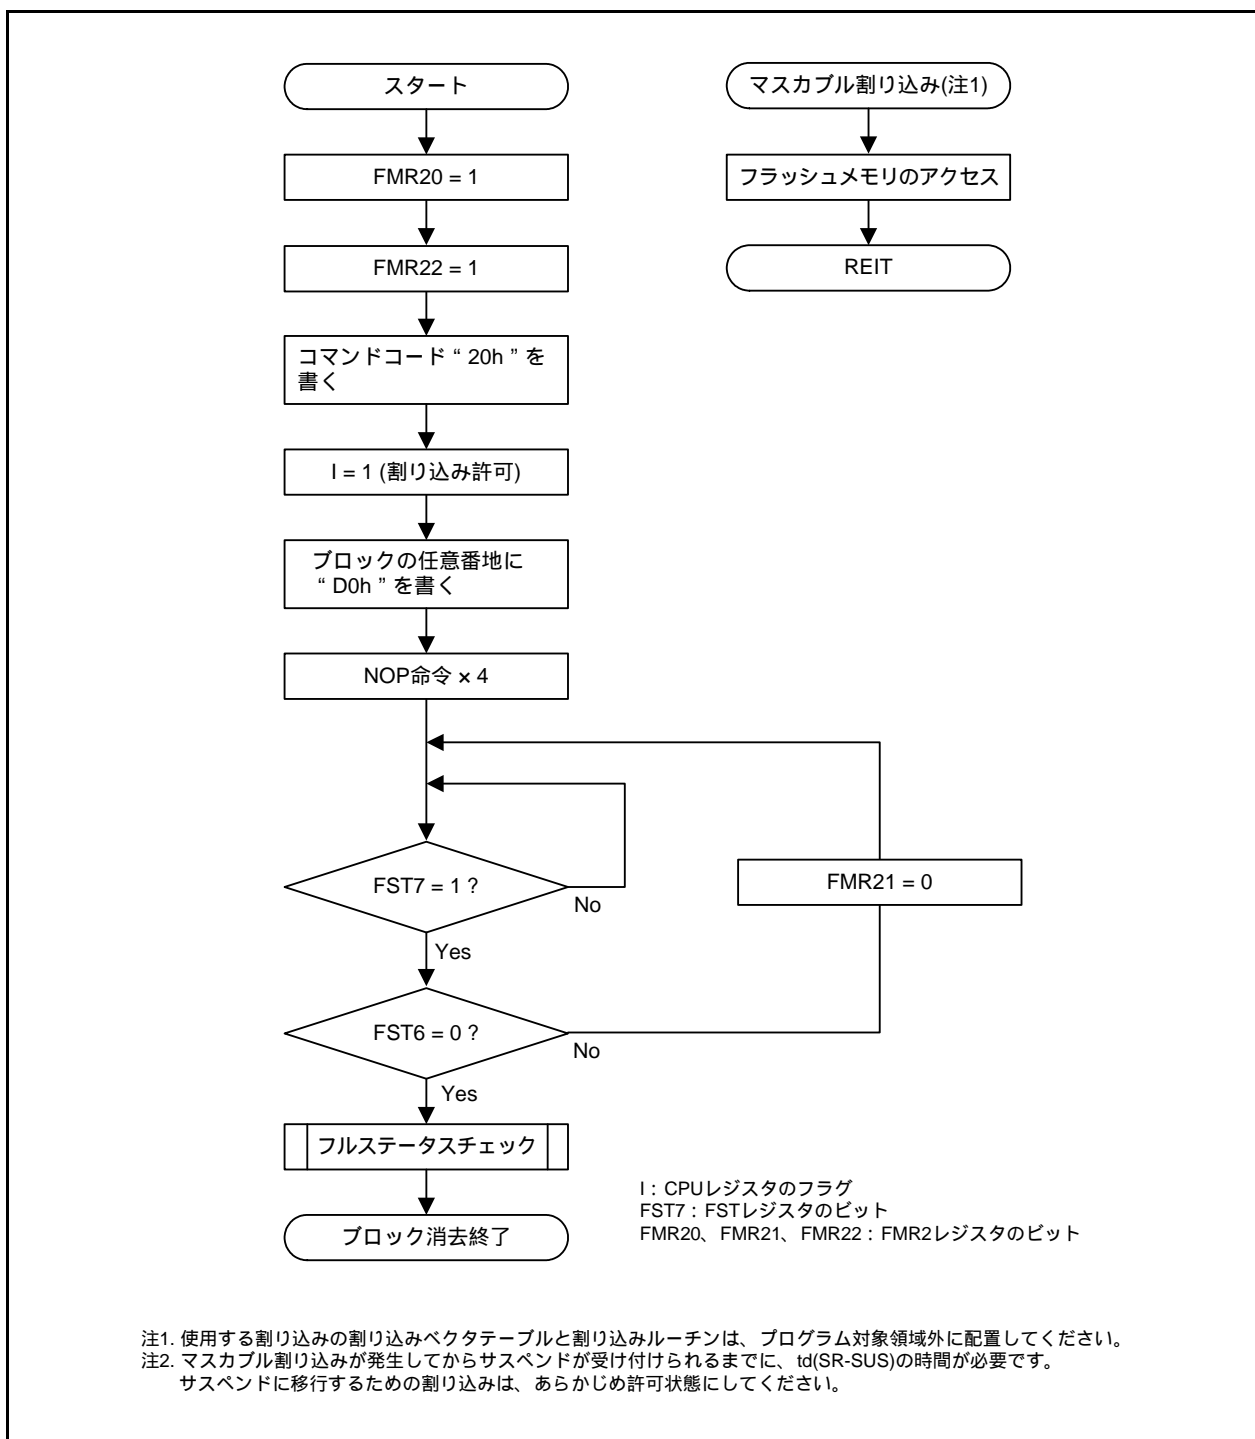 スタート
FMR20 = 1
FMR22 = 1
コマンドコード“ 20h ”を
書く
I = 1 (割り込み許可)
ブロックの任意番地に
“ D0h ”を書く
NOP命令 × 4
FST7 = 1 ?
No
Yes
FMR21 = 0
FST6 = 0 ?
No
Yes
フルステータスチェック
ブロック消去終了
マスカブル割り込み(注1)
フラッシュメモリのアクセス
REIT
I : CPUレジスタのフラグ
FST7 : FSTレジスタのビット
FMR20、FMR21、FMR22 : FMR2レジスタのビット
注1. 使用する割り込みの割り込みベクタテーブルと割り込みルーチンは、プログラム対象領域外に配置してください。
注2. マスカブル割り込みが発生してからサスペンドが受け付けられるまでに、td(SR-SUS)の時間が必要です。
サスペンドに移行するための割り込みは、あらかじめ許可状態にしてください。